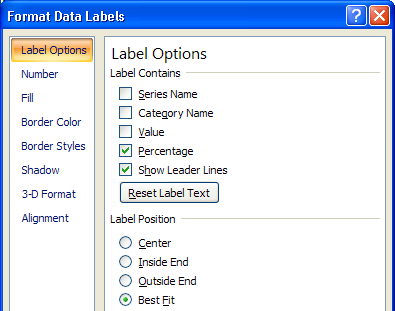 Format Data Labels
?
Label Options
Number
Fill
Border Color
Border Styles
Shadow
3-D Format
Alignment
Label Options
Label Contains
Series Name
Category Name
Value
Percentage
Show Leader Lines
Reset Label Text
Label Position
Center
Inside End
Outside End
Best Fit